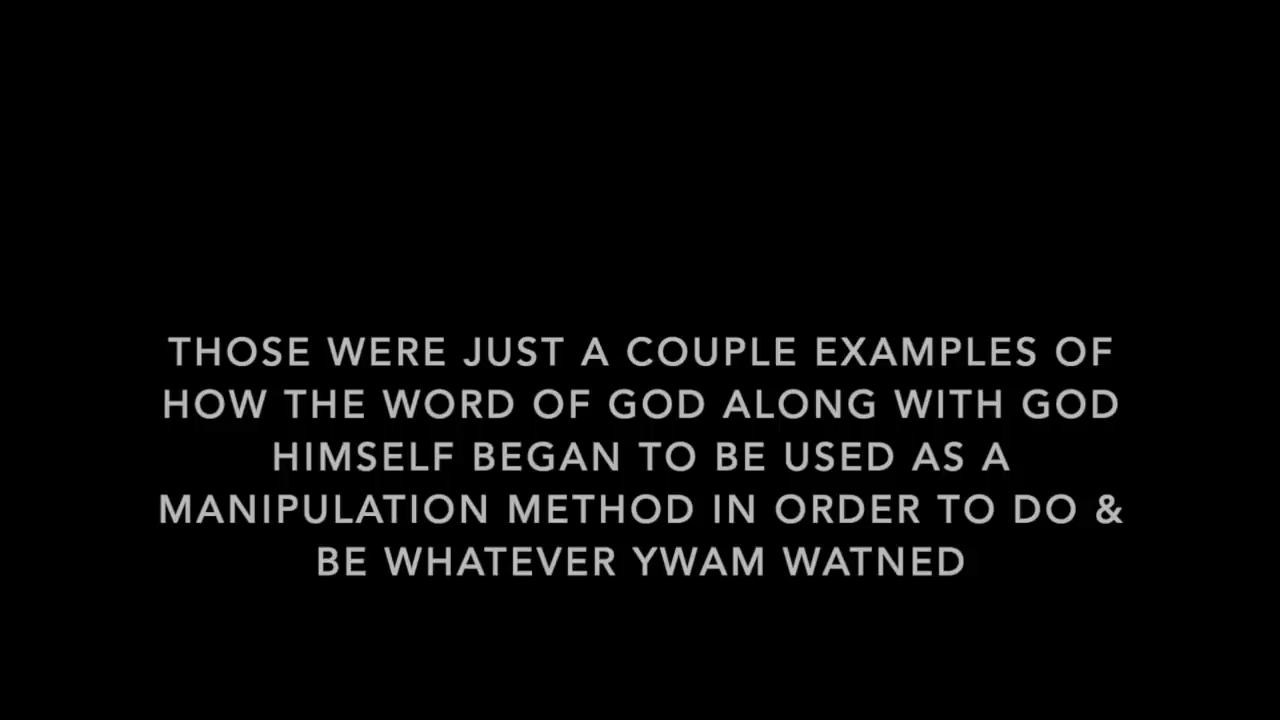 THOSE WERE JUST A COUPLE EXAMPLES OF
HOW THE WORD OF GOD ALONG WITH GOD
HIMSELF BEGAN TO BE USED AS A
MANIPULATION METHOD IN ORDER TO DO &
BE WHATEVER YWAM WATNED